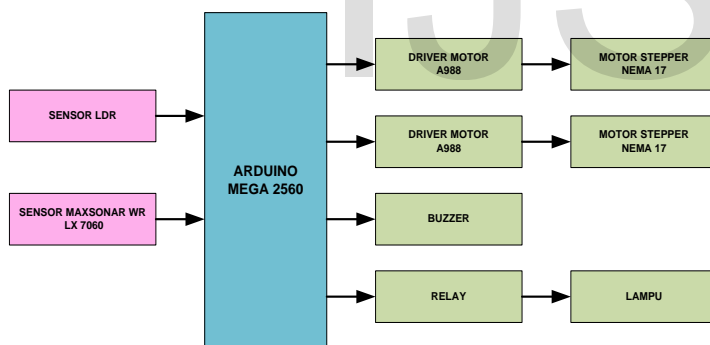 SENSOR LDR
SENSOR MAXSONAR WR
LX 7060
ARDUINO
MEGA 2560
DRIVER MOTOR
A988
MOTOR STEPPER
NEMA 17
DRIVER MOTOR
A988
MOTOR STEPPER
NEMA 17
BUZZER
RELAY
LAMPU